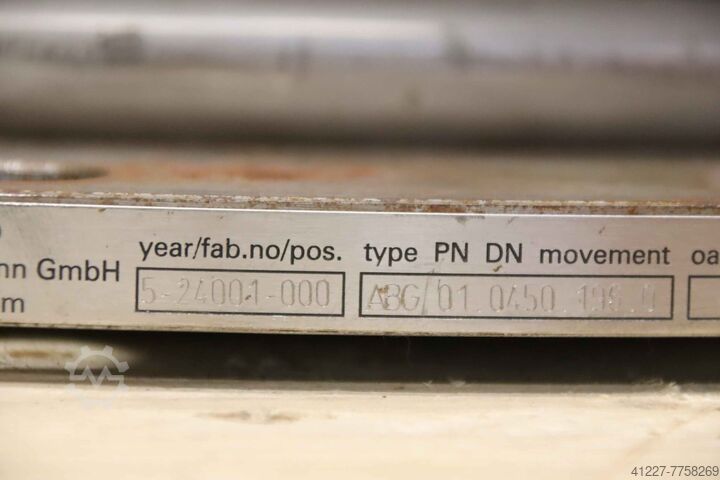 year/fab.no/pos. type PN DN movement oa
nn GmbH 5-24001-000 ABG/01.0450.196.0
m
41227-7758269